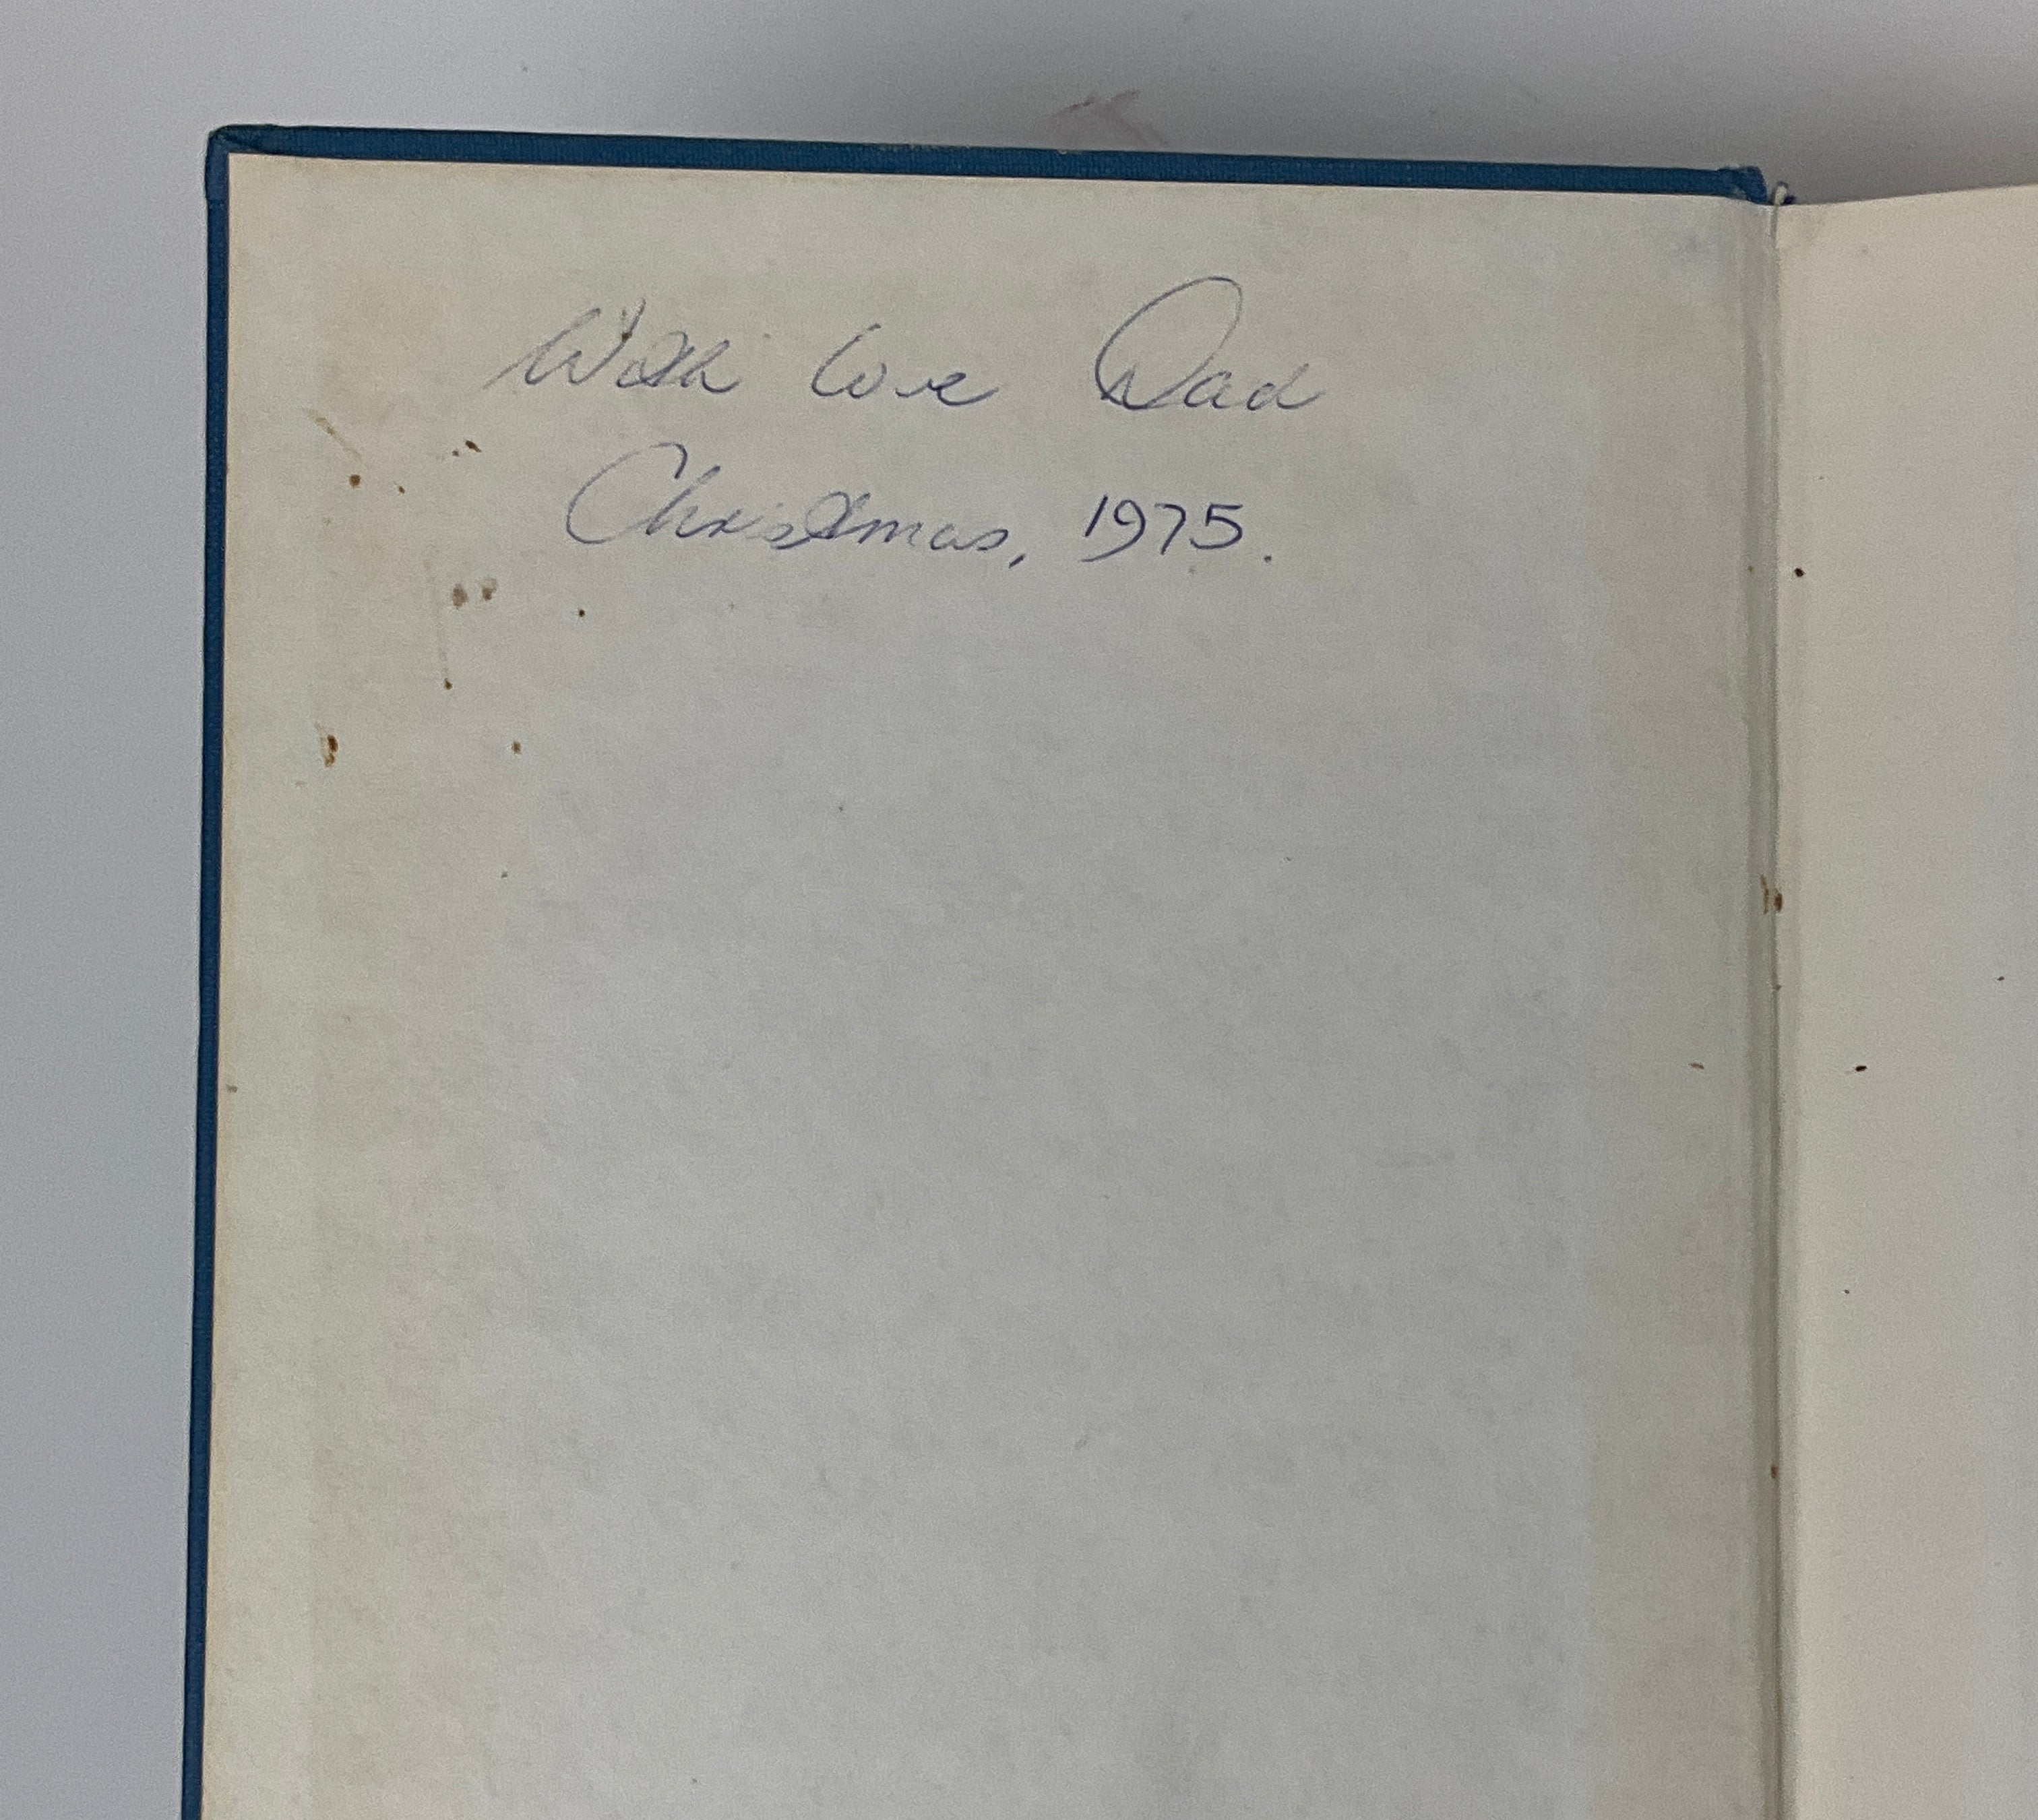 With love Dad
Christmas, 1975.